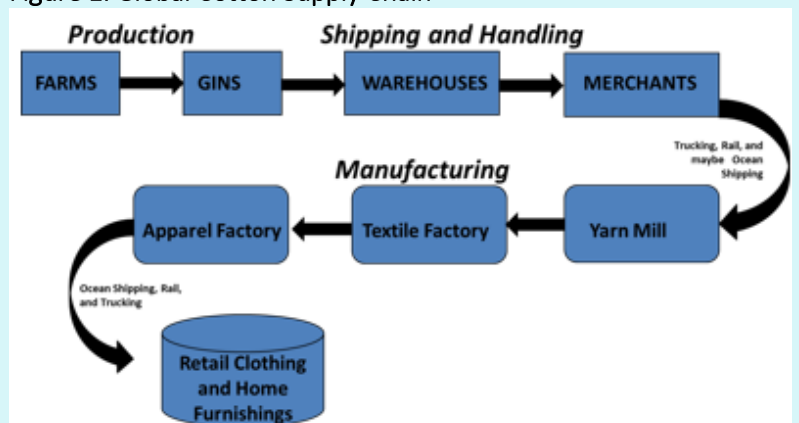 Production
Shipping and Handling
FARMS
GINS
WAREHOUSES
MERCHANTS
Trucking, Rail, and
maybe Ocean
Shipping
Manufacturing
Apparel Factory
Textile Factory
Yarn Mill
Ocean Shipping, Rail,
and Trucking
Retail Clothing
and Home
Furnishings